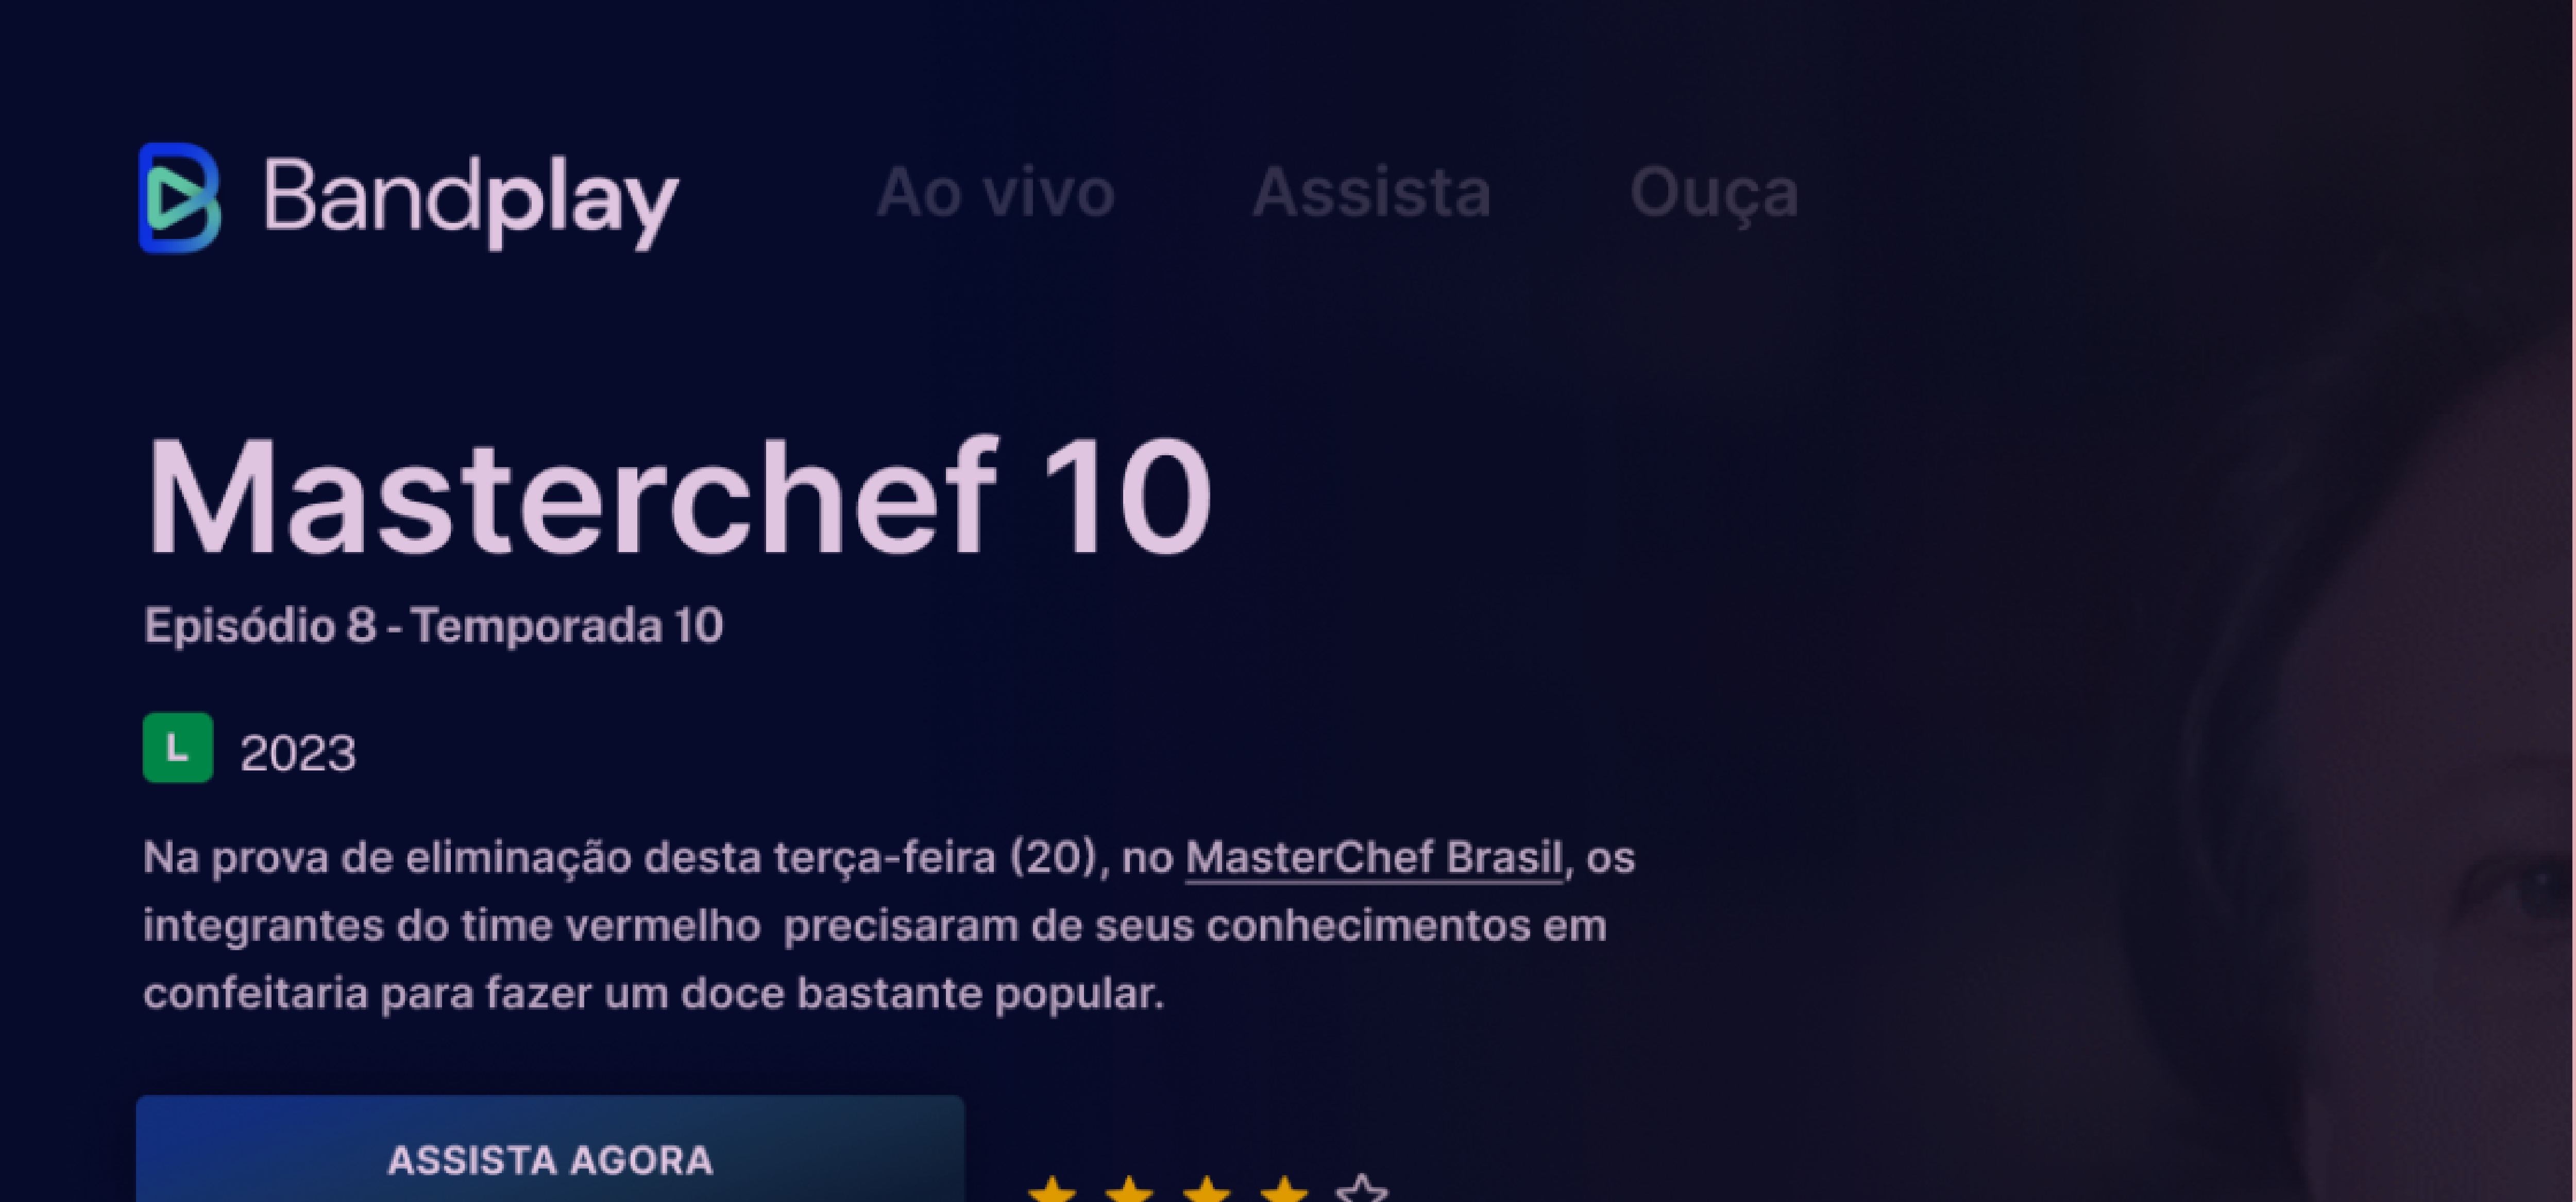 Bandplay
Ao vivo Assista Ouça
Masterchef 10
Episódio 8 - Temporada 10
L 2023
Na prova de eliminação desta terça-feira (20), no MasterChef Brasil, os
integrantes do time vermelho  precisaram de seus conhecimentos em
confeitaria para fazer um doce bastante popular.
ASSISTA AGORA